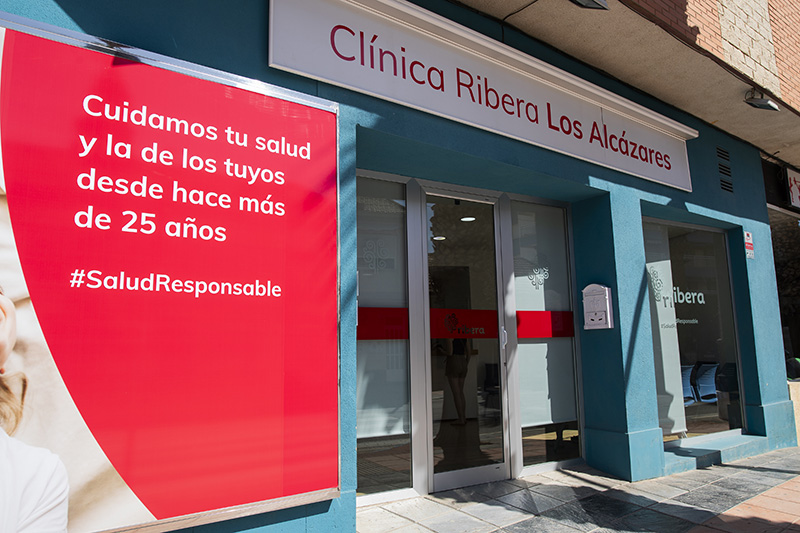 Cuidamos tu salud
y la de los tuyos
desde hace más
de 25 años
#SaludResponsable
Clínica Ribera Los Alcázares
ribera
ribera